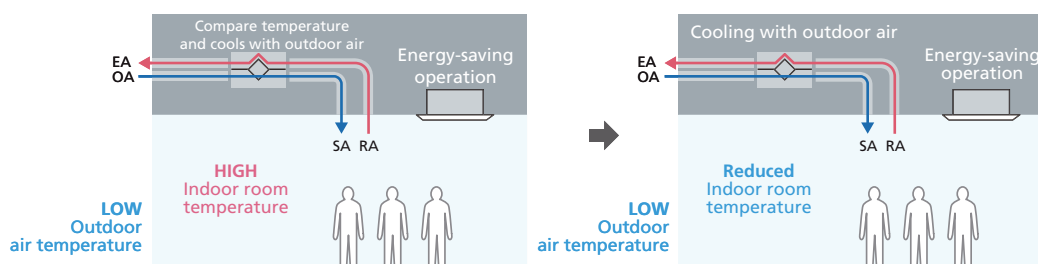 Compare temperature
and cools with outdoor air
Energy-saving
operation
EA
OA
SA RA
HIGH
Indoor room
temperature
LOW
Outdoor
air temperature
Cooling with outdoor air
Energy-saving
operation
EA
OA
SA RA
Reduced
Indoor room
temperature
LOW
Outdoor
air temperature